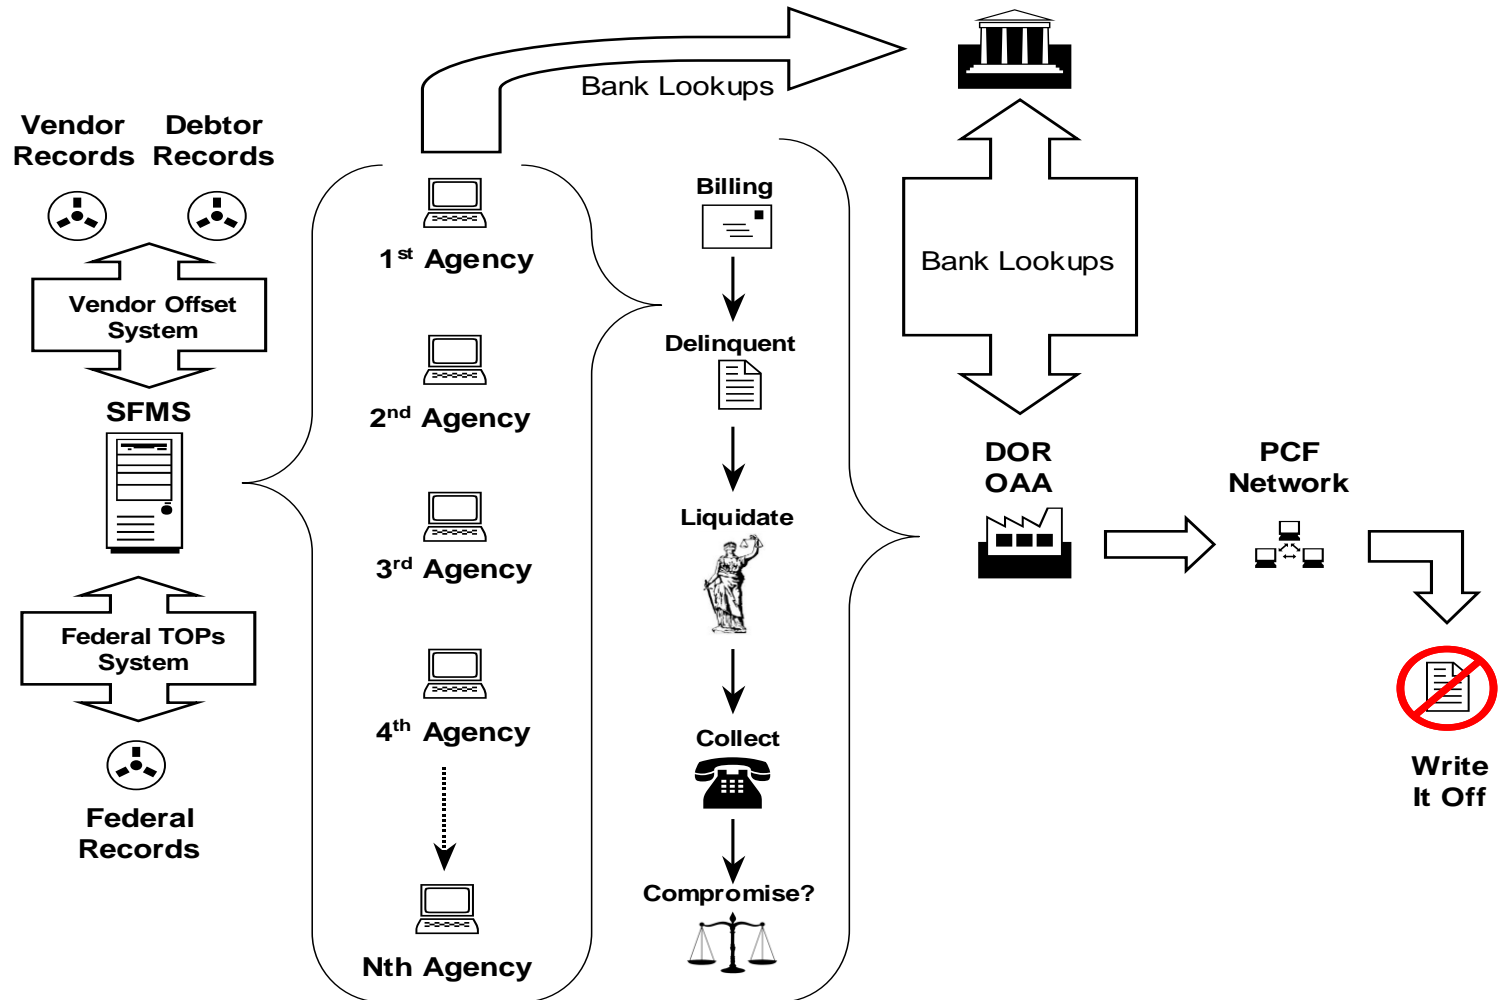 Bank Lookups
Vendor
Records
Debtor
Records
Vendor Offset
System
SFMS
Federal TOPs
System
Federal
Records
1st Agency
2nd Agency
3rd Agency
4th Agency
Nth Agency
Billing
Delinquent
Liquidate
Collect
Compromise?
Bank Lookups
DOR
OAA
PCF
Network
Write
It Off